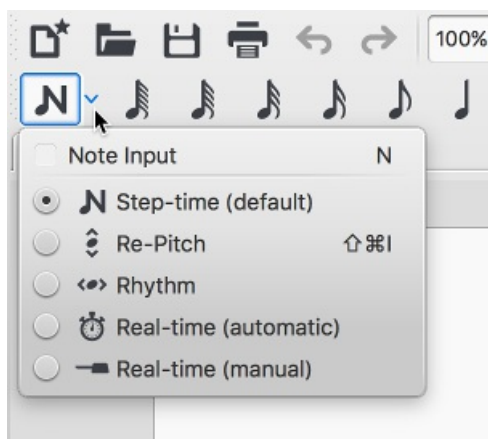 100%
Note Input N
Step-time (default)
Re-Pitch ⇧⌘I
Rhythm
Real-time (automatic)
Real-time (manual)